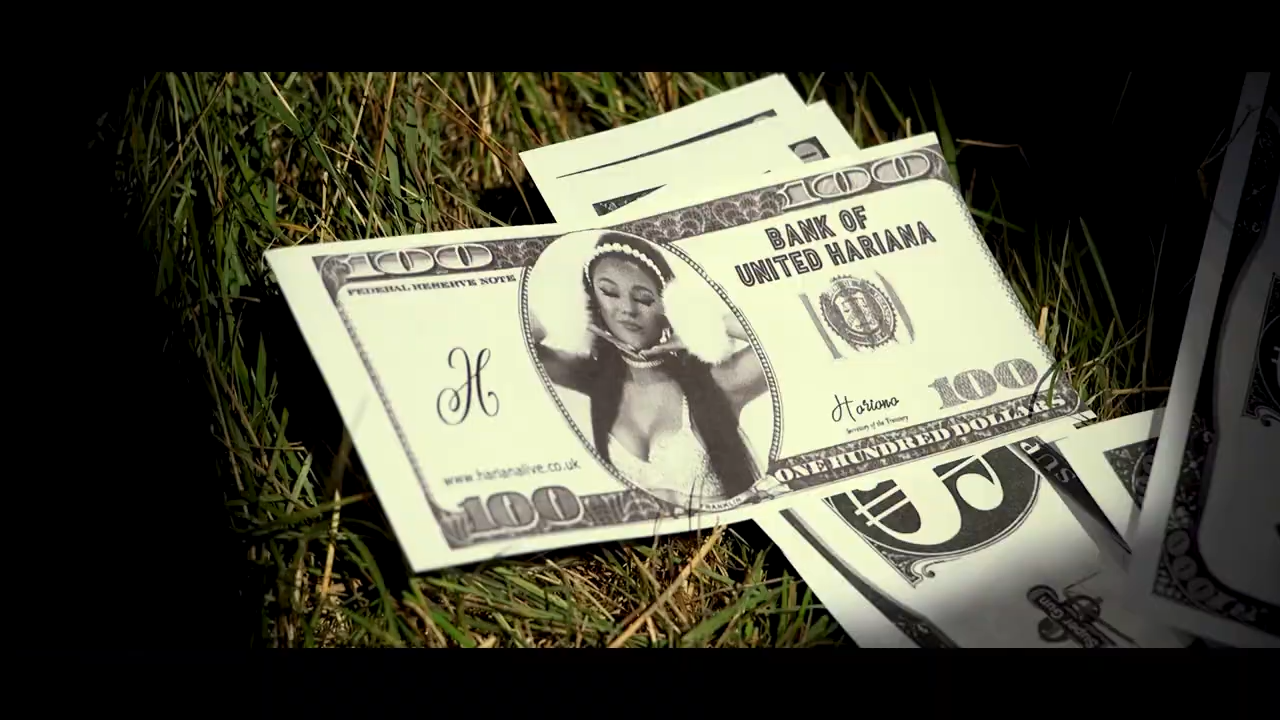 100
100
FEDERAL RESERVE NOTE
BANK OF
UNITED HARIANA
H
Hariana
Secretary of the Treasury
100
www.harianalive.co.uk
ONE HUNDRED DOLLARS
100
FRANKLIN